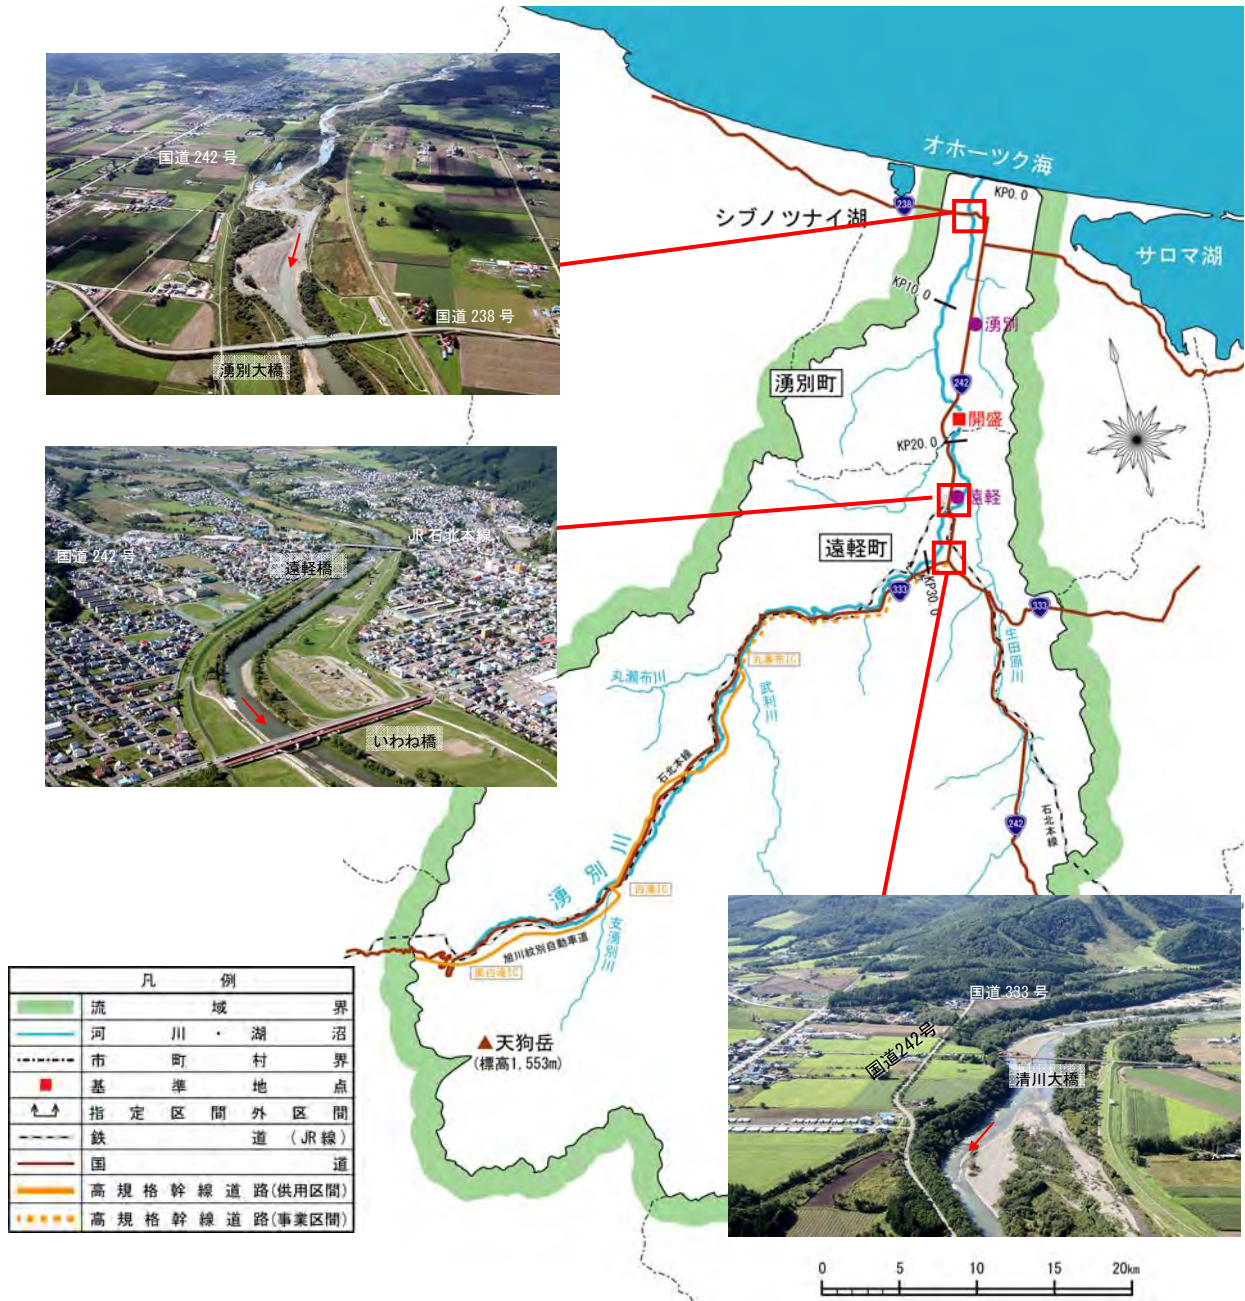 国道 242 号
国道 238 号
湧別大橋
国道 242 号
JR 石北本線
遠軽橋
いわね橋
オホーツク海
シブノツナイ湖
238
KP0.0
サロマ湖
KP10.0
湧別
湧別町
242
開盛
KP20.0
遠軽
遠軽町
333
KP30.0
333
生田原川
丸瀬布IC
丸瀬布川
武利川
石北本線
242
石北本線
湧別川
白滝IC
支湧別川
旭川紋別自動車道
奥白滝IC
天狗岳
(標高1,553m)
国道 333 号
国道242号
清川大橋
凡例
流域界
河川・湖沼
市町村界
基準地点
指定区間外区間
鉄道(JR線)
国道
高規格幹線道路(供用区間)
高規格幹線道路(事業区間)
0 5 10 15 20km